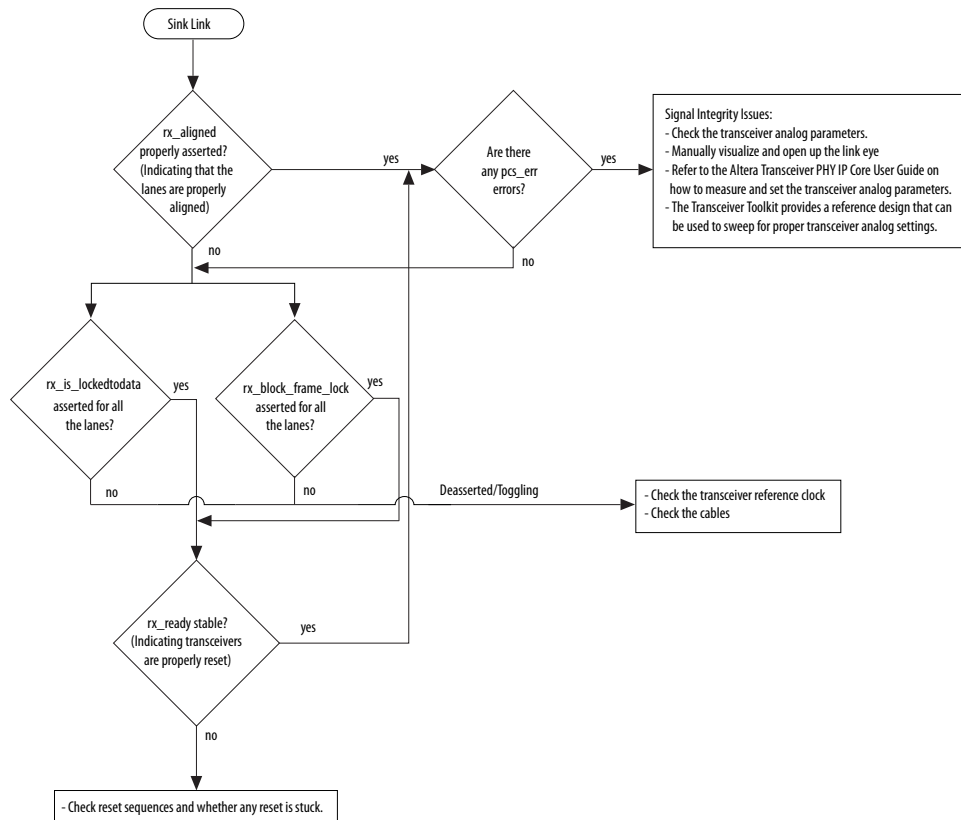 Sink Link
rx_aligned
properly asserted?
(Indicating that the
lanes are properly
aligned)
yes
Are there
any pcs_err
errors?
yes
Signal Integrity Issues:
- Check the transceiver analog parameters.
- Manually visualize and open up the link eye
- Refer to the Altera Transceiver PHY IP Core User Guide on
how to measure and set the transceiver analog parameters.
- The Transceiver Toolkit provides a reference design that can
be used to sweep for proper transceiver analog settings.
no
no
rx_is_lockedtodata
asserted for all
the lanes?
yes
rx_block_frame_lock
asserted for all
the lanes?
yes
no
no
Deasserted/Toggling
- Check the transceiver reference clock
- Check the cables
rx_ready stable?
(Indicating transceivers
are properly reset)
yes
no
- Check reset sequences and whether any reset is stuck.